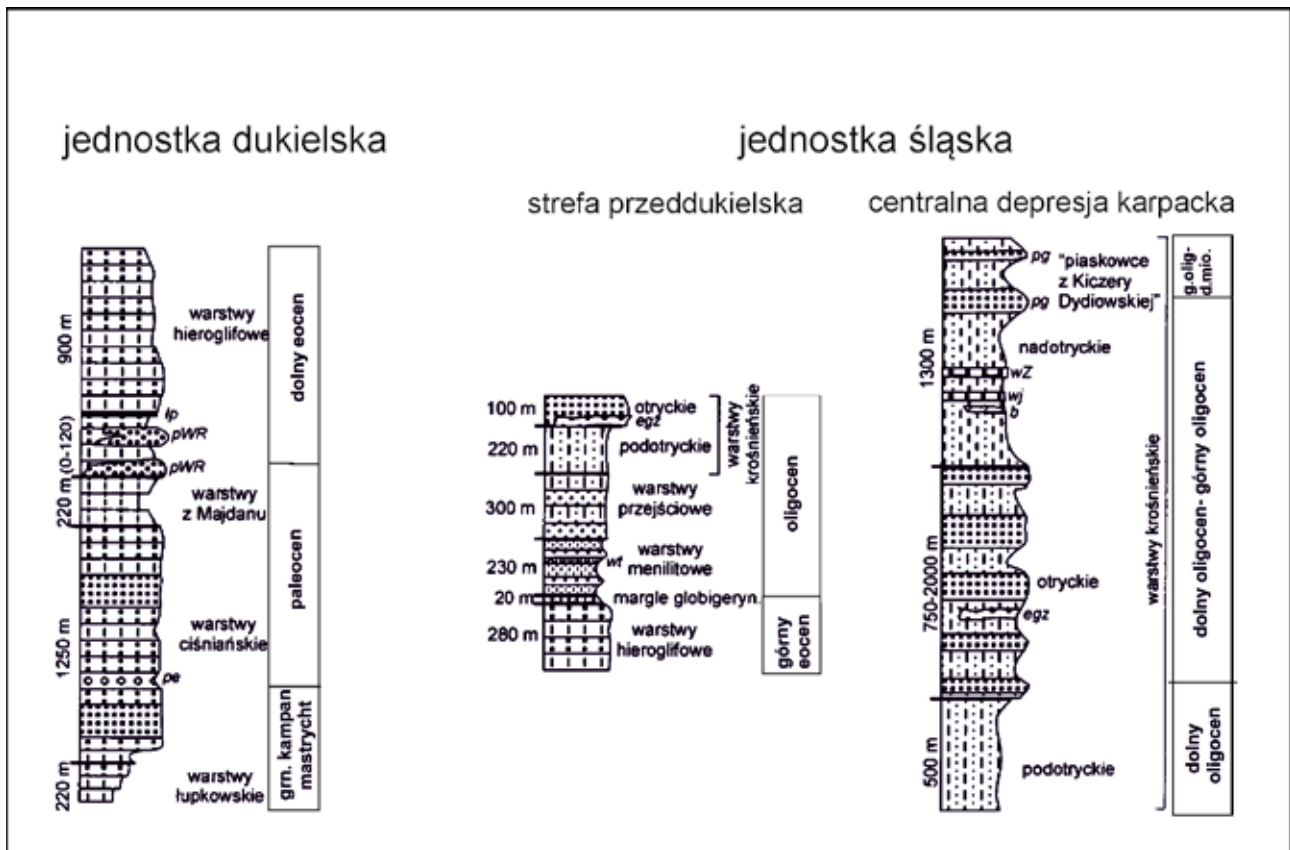 jednostka dukielska
jednostka śląska
strefa przeddukielska
centralna depresja karpacka
900 m
220 m(0-120)
1250 m
220 m
warstwy
hieroglifowe
lp
pWR
pWR
warstwy
z Majdanu
warstwy
ciśniańskie
pe
warstwy
łupkowskie
dolny eocen
paleocen
grn. kampan
mastrycht
100 m
220 m
300 m
230 m
20 m
280 m
otryckie
egz
podotryckie
warstwy
krośnieńskie
warstwy
przejściowe
warstwy
menilitowe
wt
margle globigeryn.
warstwy
hieroglifowe
oligocen
górny
eocen
1300 m
750-2000 m
500 m
pg
"piaskowce
z Kiczery
pg
Dydiowskiej"
nadotryckie
wZ
wj
b
otryckie
egz
podotryckie
warstwy krośnieńskie
g.olig-
d.mio.
dolny oligocen- górny oligocen
dolny
oligocen